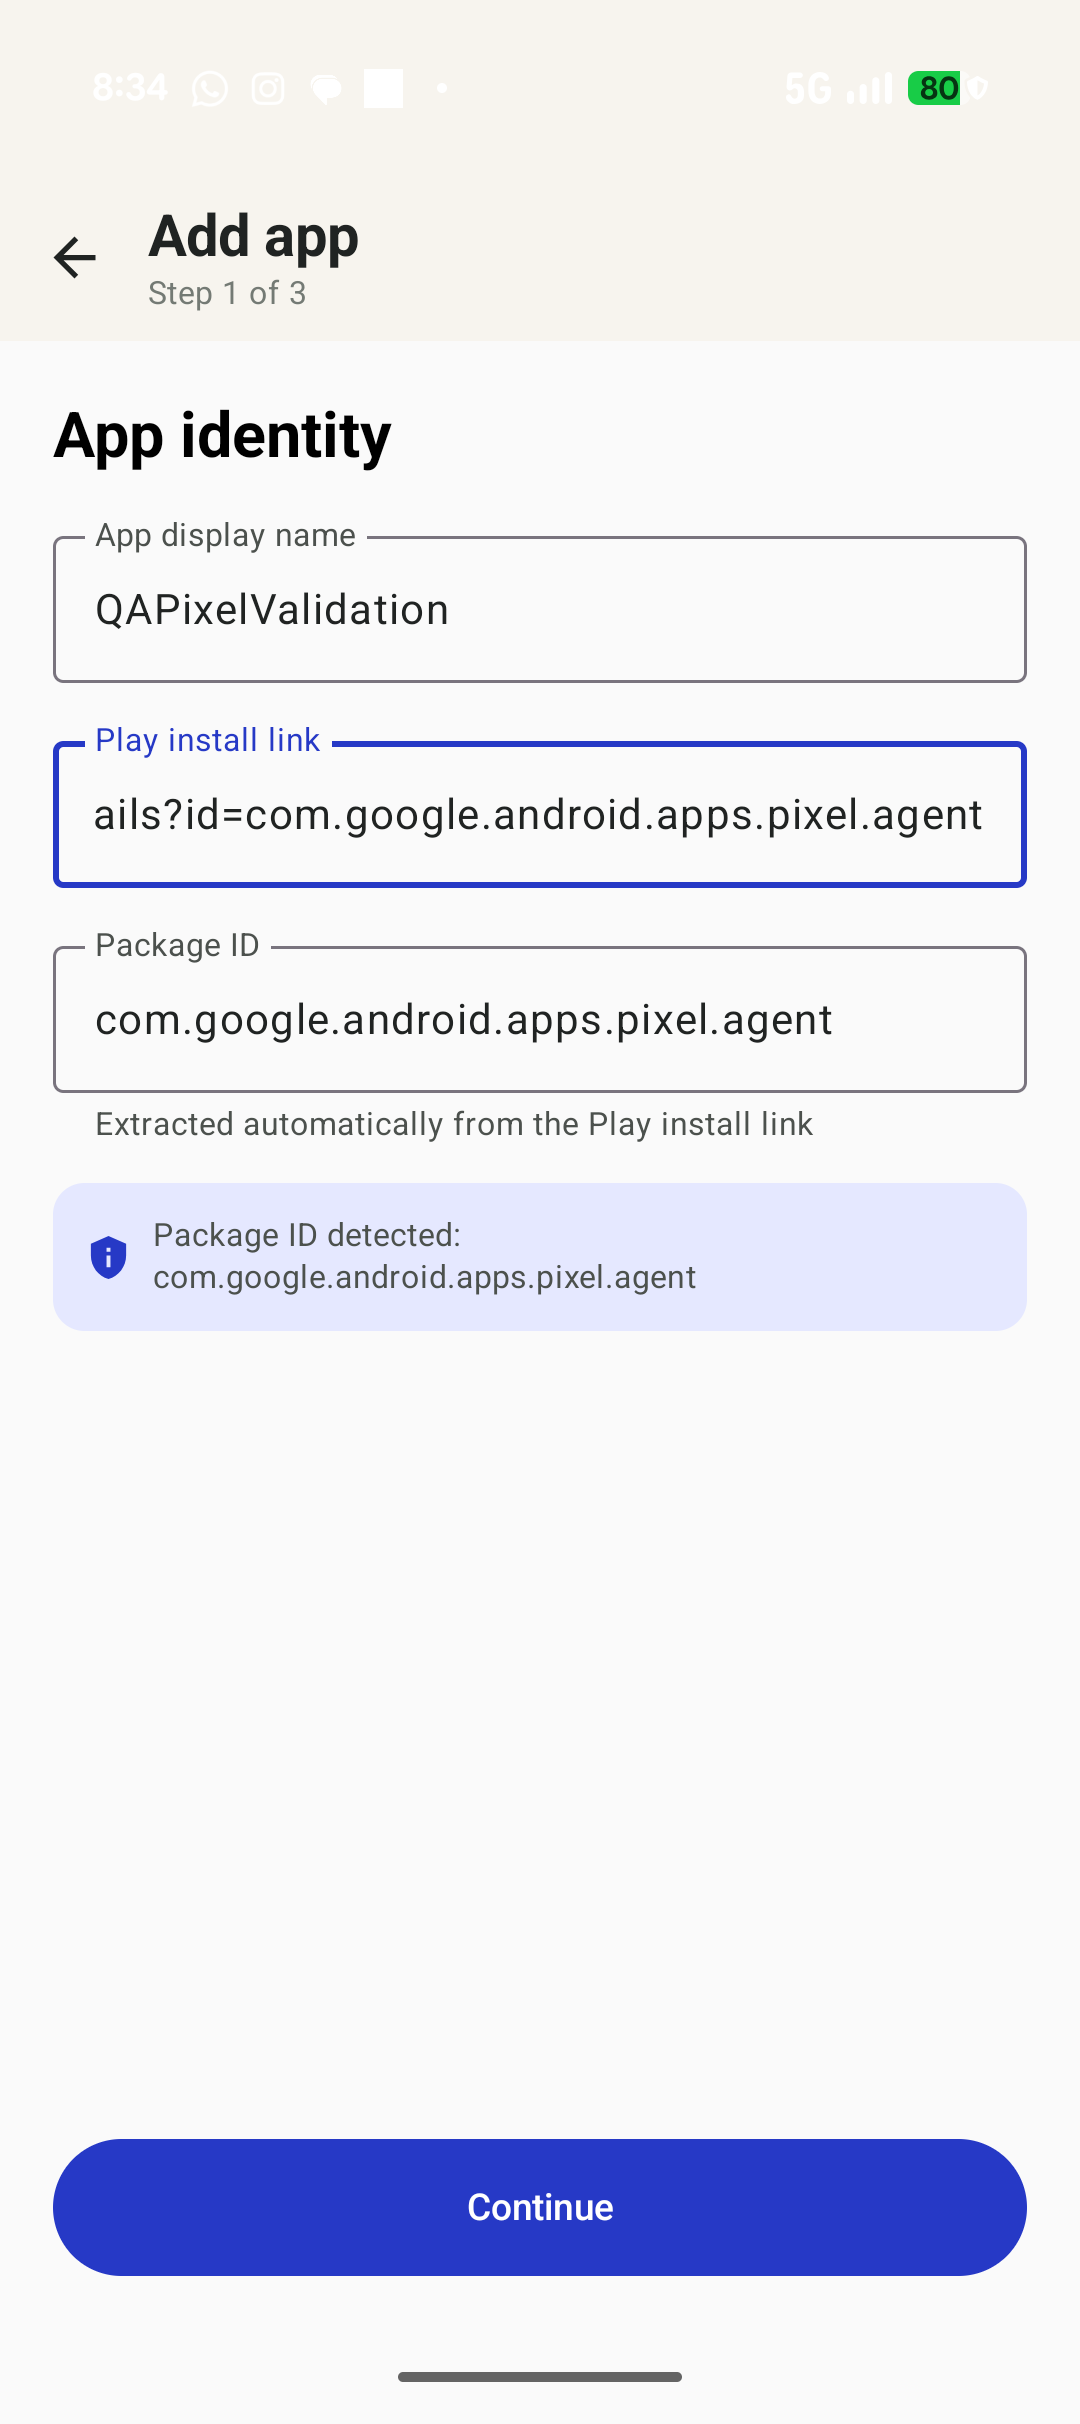 8:34 5G 80
Add app
Step 1 of 3
App identity
App display name
QAPixelValidation
Play install link
ails?id=com.google.android.apps.pixel.agent
Package ID
com.google.android.apps.pixel.agent
Extracted automatically from the Play install link
Package ID detected:
com.google.android.apps.pixel.agent
Continue